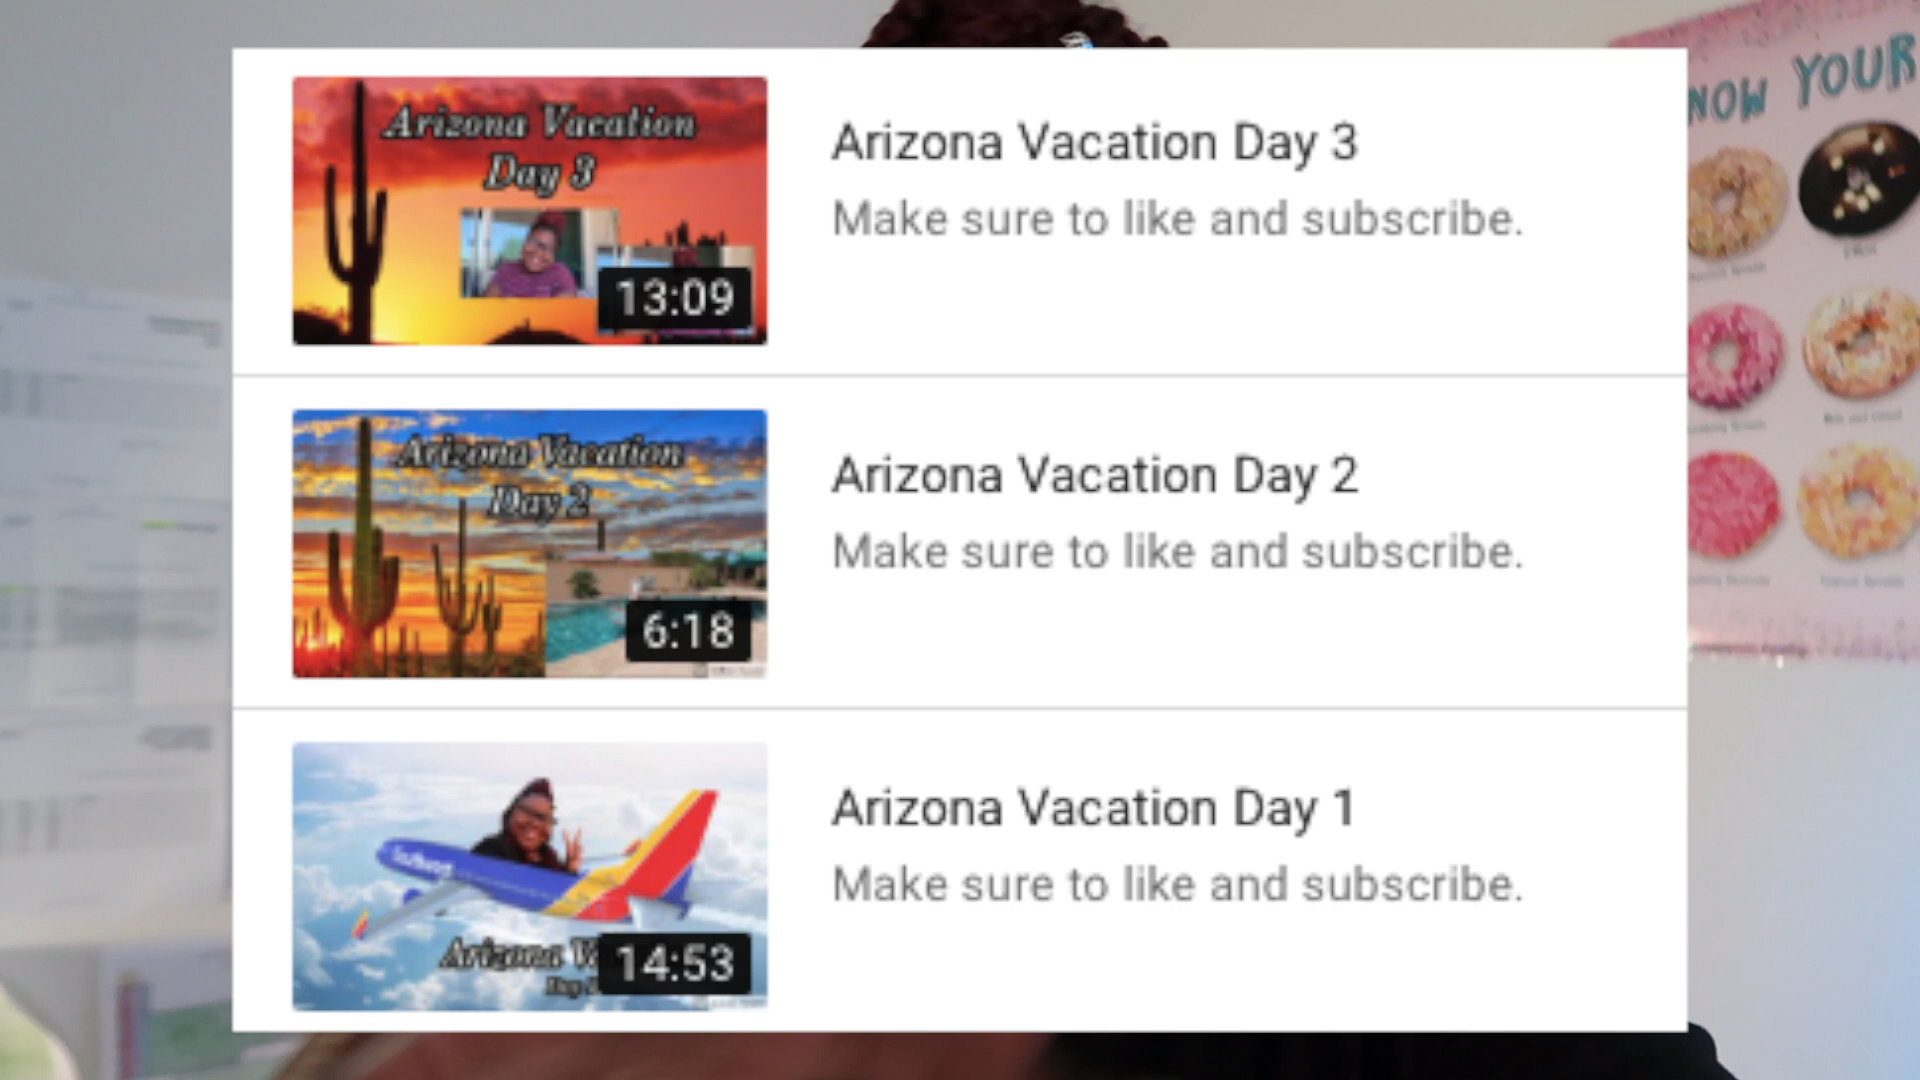 NOW YOUR
Arizona Vacation
Day 3
13:09
Arizona Vacation Day 3
Make sure to like and subscribe.
Arizona Vacation
Day 2
6:18
Arizona Vacation Day 2
Make sure to like and subscribe.
Southwest
Arizona
14:53
Arizona Vacation Day 1
Make sure to like and subscribe.